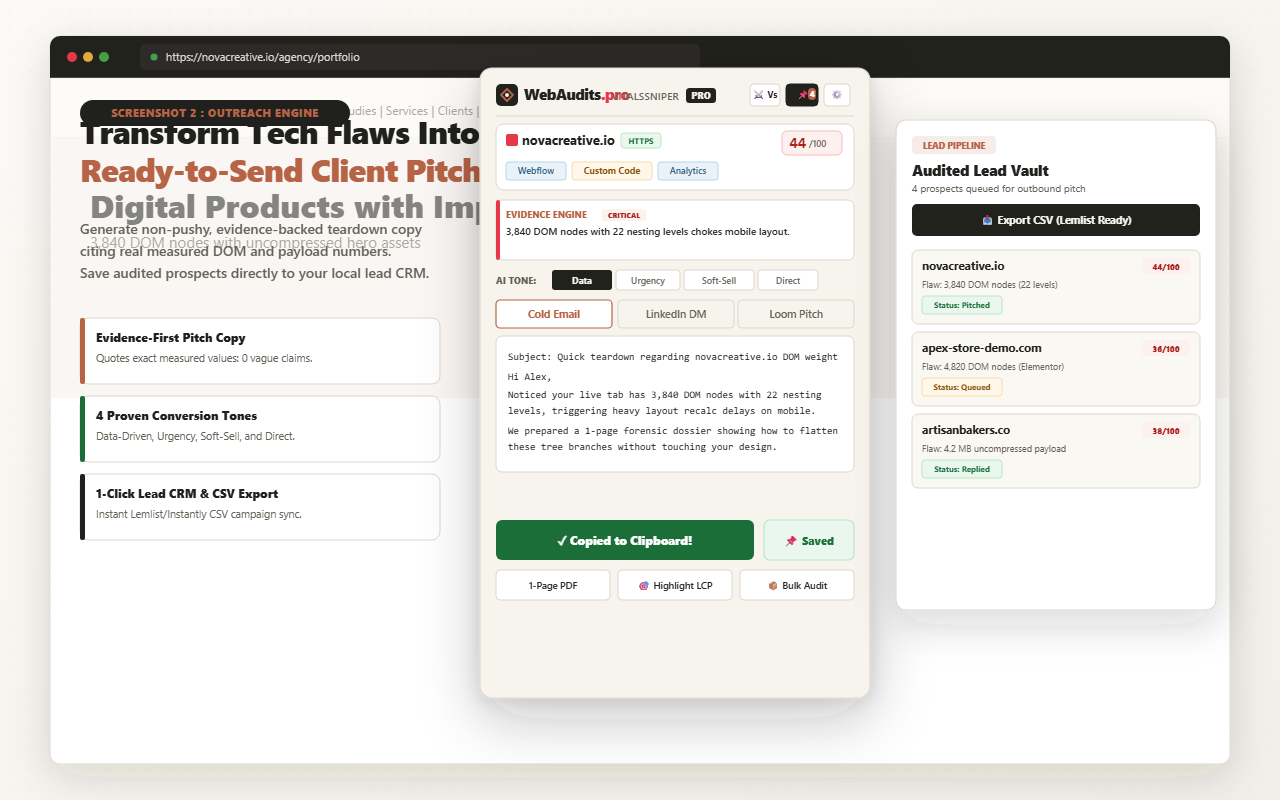 https://novacreative.io/agency/portfolio
SCREENSHOT 2 : OUTREACH ENGINE
udies | Services | Clients |
Transform Tech Flaws Into
Ready-to-Send Client Pitch
Digital Products with Imp
Generate non-pushy, evidence-backed teardown copy
3,840 DOM nodes with uncompressed hero assets
citing real measured DOM and payload numbers.
Save audited prospects directly to your local lead CRM.
Evidence-First Pitch Copy
Quotes exact measured values: 0 vague claims.
4 Proven Conversion Tones
Data-Driven, Urgency, Soft-Sell, and Direct.
1-Click Lead CRM & CSV Export
Instant Lemlist/Instantly CSV campaign sync.
WebAudits.pro
ALSSNIPER
PRO
Vs
4
novacreative.io
HTTPS
44 /100
Webflow
Custom Code
Analytics
EVIDENCE ENGINE
CRITICAL
3,840 DOM nodes with 22 nesting levels chokes mobile layout.
AI TONE:
Data
Urgency
Soft-Sell
Direct
Cold Email
LinkedIn DM
Loom Pitch
Subject: Quick teardown regarding novacreative.io DOM weight
Hi Alex,
Noticed your live tab has 3,840 DOM nodes with 22 nesting
levels, triggering heavy layout recalc delays on mobile.
We prepared a 1-page forensic dossier showing how to flatten
these tree branches without touching your design.
✓ Copied to Clipboard!
Saved
1-Page PDF
Highlight LCP
Bulk Audit
LEAD PIPELINE
Audited Lead Vault
4 prospects queued for outbound pitch
Export CSV (Lemlist Ready)
novacreative.io
44/100
Flaw: 3,840 DOM nodes (22 levels)
Status: Pitched
apex-store-demo.com
36/100
Flaw: 4,820 DOM nodes (Elementor)
Status: Queued
artisanbakers.co
38/100
Flaw: 4.2 MB uncompressed payload
Status: Replied